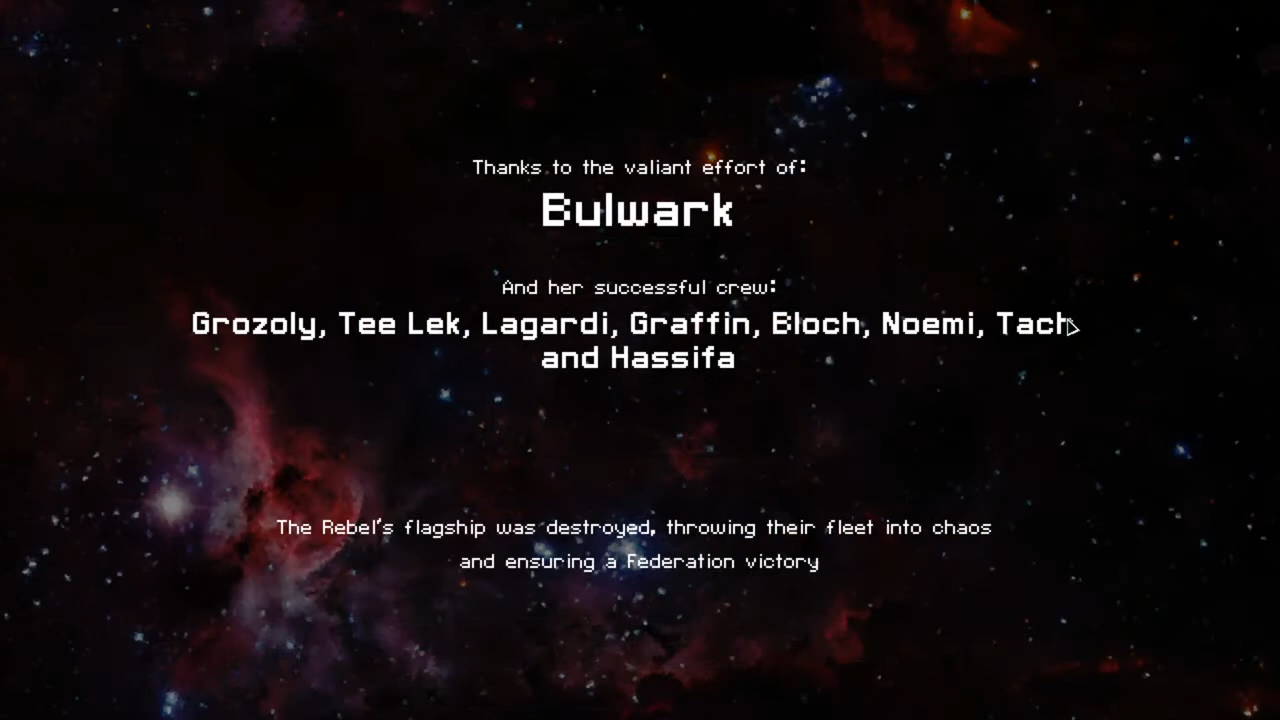 Thanks to the valiant effort of:
Bulwark
And her successful crew:
Grozoly, Tee Lek, Lagardi, Graffin, Bloch, Noemi, Tach
and Hassifa
The Rebel's flagship was destroyed, throwing their fleet into chaos
and ensuring a Federation victory